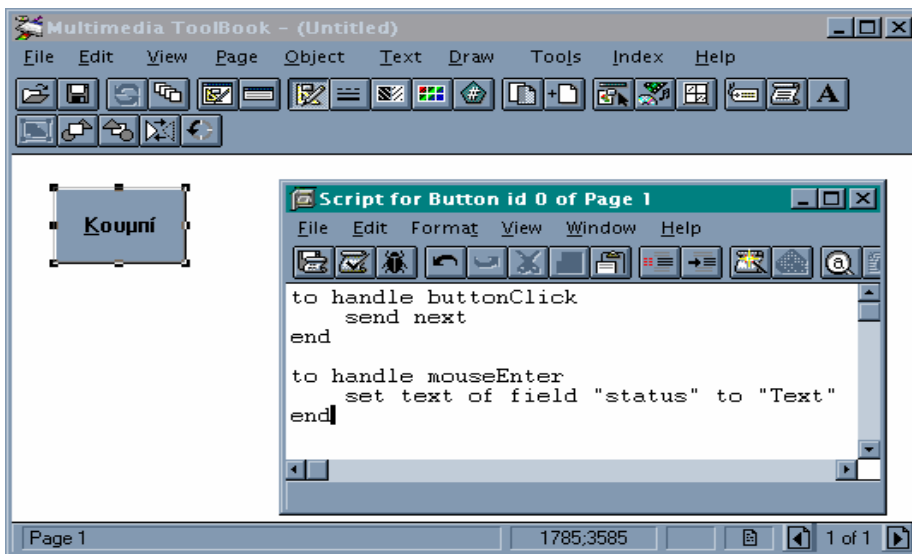 Multimedia ToolBook - (Untitled)
File Edit View Page Object Text Draw Tools Index Help
A
Κουμπί
Script for Button id 0 of Page 1
File Edit Format View Window Help
a
to handle buttonClick
send next
end
to handle mouseEnter
set text of field "status" to "Text"
end
Page 1 1785;3585 1 of 1